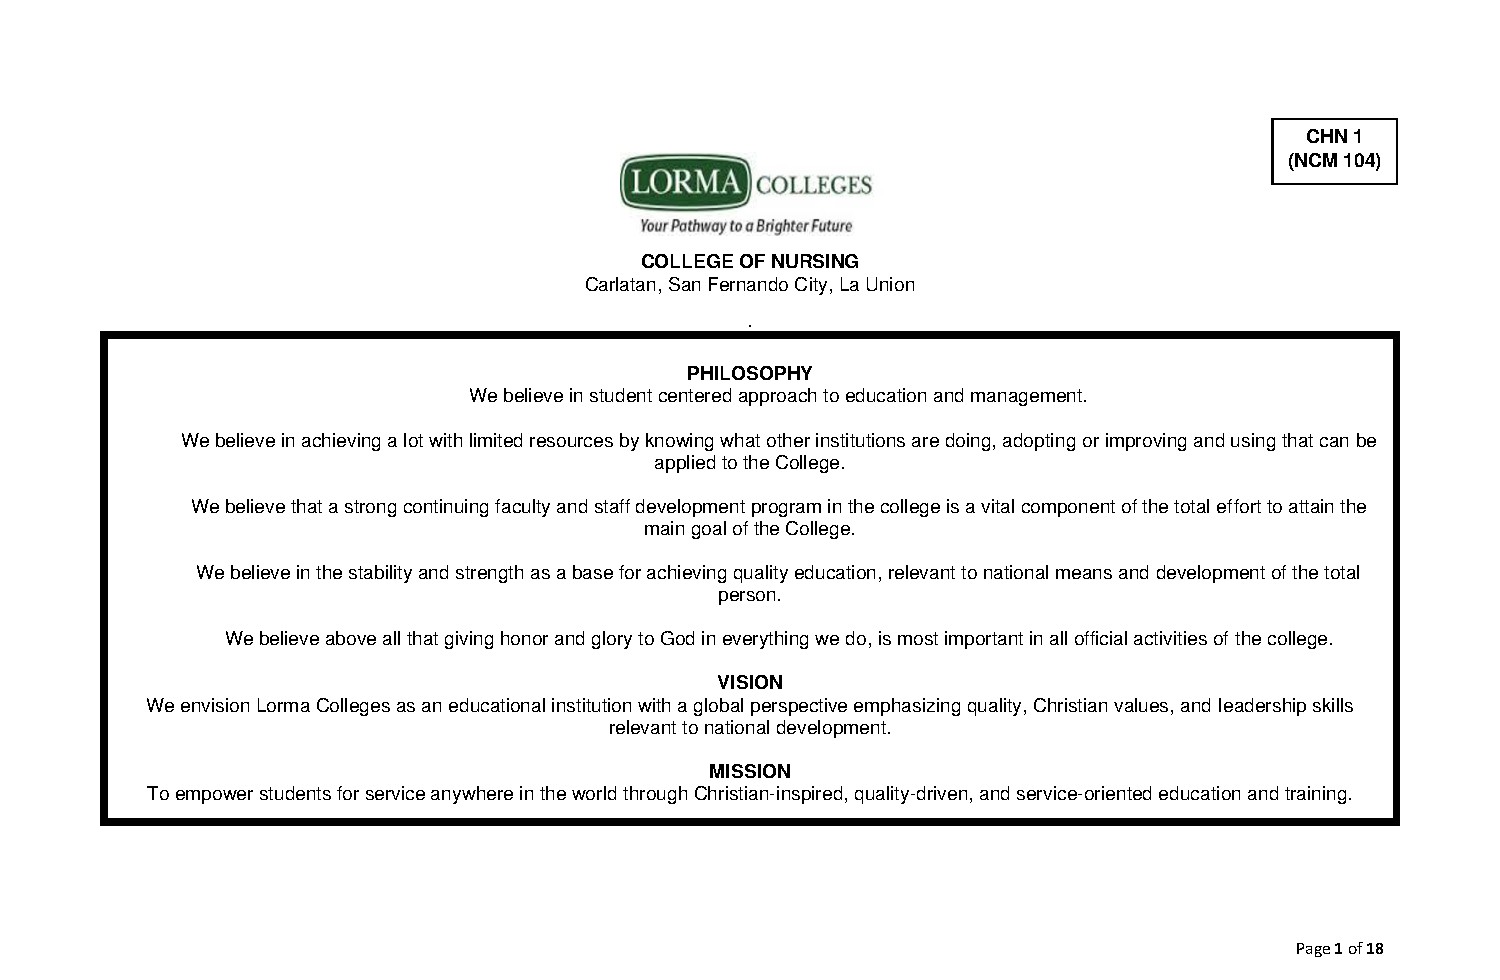 CHN 1
(NCM 104)
LORMA COLLEGES
Your Pathway to a Brighter Future
COLLEGE OF NURSING
Carlatan, San Fernando City, La Union
.
PHILOSOPHY
We believe in student centered approach to education and management.
We believe in achieving a lot with limited resources by knowing what other institutions are doing, adopting or improving and using that can be
applied to the College.
We believe that a strong continuing faculty and staff development program in the college is a vital component of the total effort to attain the
main goal of the College.
We believe in the stability and strength as a base for achieving quality education, relevant to national means and development of the total
person.
We believe above all that giving honor and glory to God in everything we do, is most important in all official activities of the college.
VISION
We envision Lorma Colleges as an educational institution with a global perspective emphasizing quality, Christian values, and leadership skills
relevant to national development.
MISSION
To empower students for service anywhere in the world through Christian-inspired, quality-driven, and service-oriented education and training.
Page 1 of 18